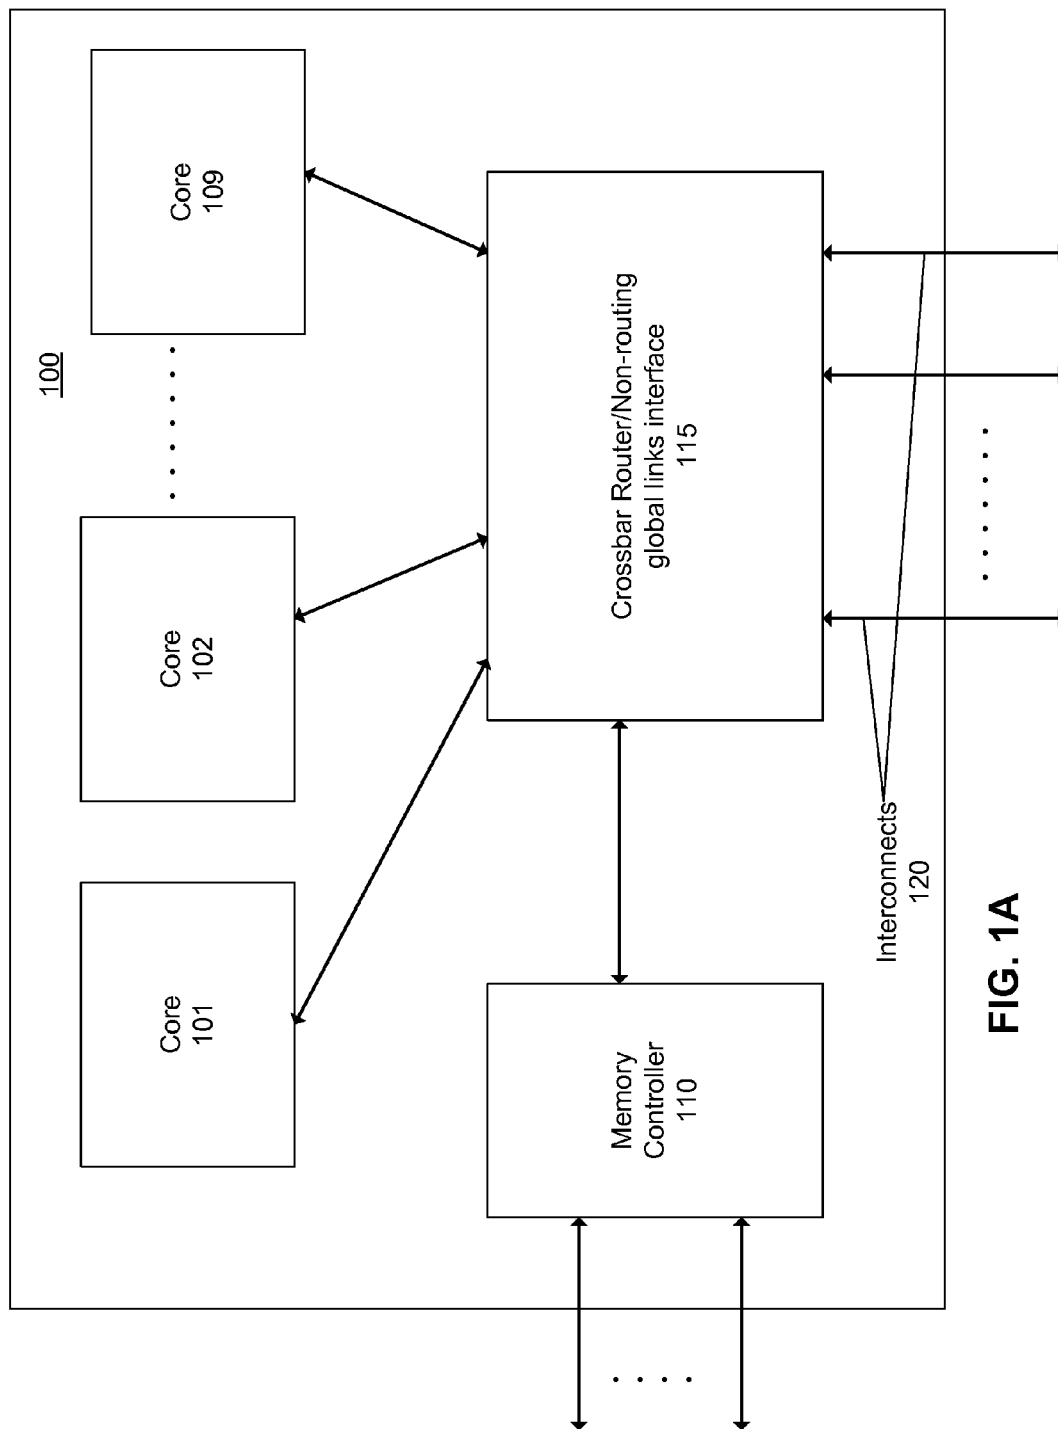 100
Core
101
Core
102
Core
109
Memory
Controller
110
Crossbar Router/Non-routing
global links interface
115
Interconnects
120
FIG. 1A